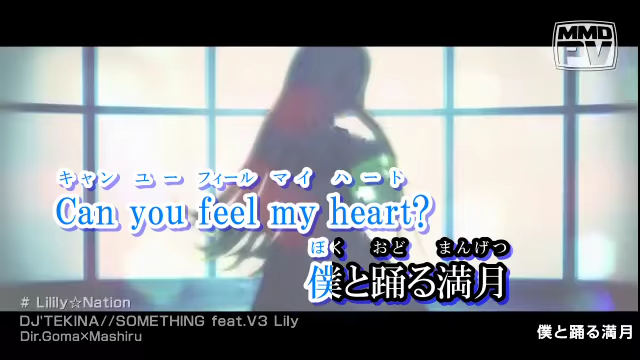 MMD
PV
キャン ユー フィール マイ ハート
Can you feel my heart?
ぼく おど まんげつ
僕と踊る満月
# Lilily☆Nation
DJ'TEKINA//SOMETHING feat.V3 Lily
Dir.Goma×Mashiru
僕と踊る満月